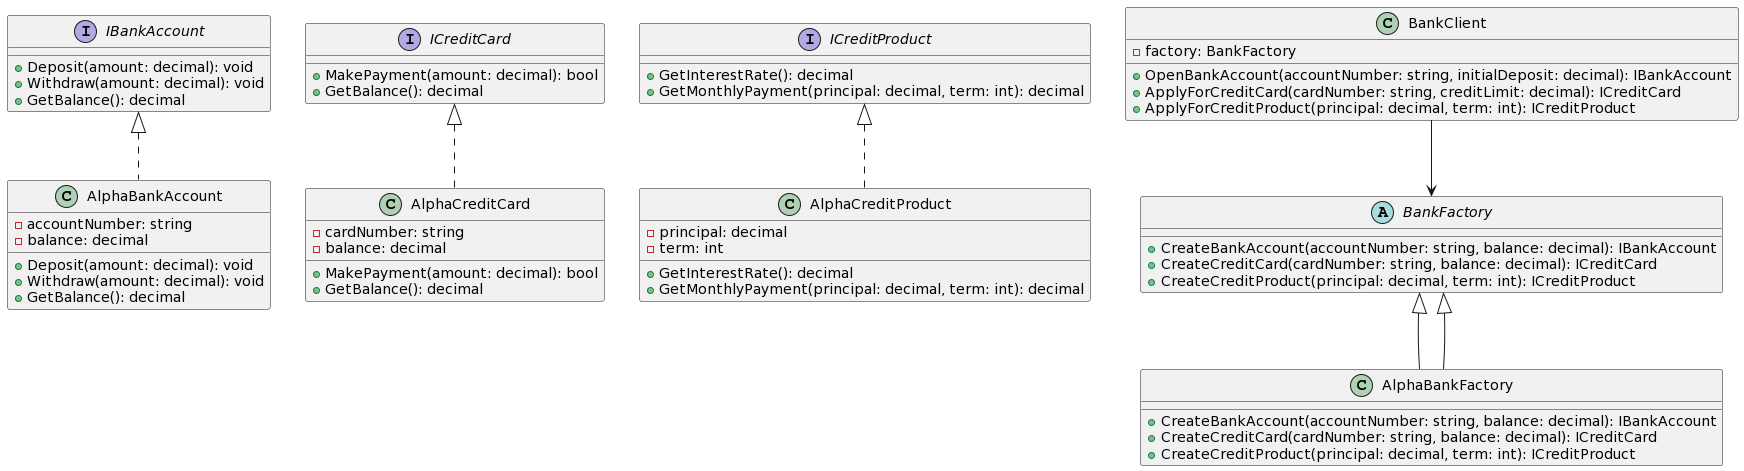 I IBankAccount
Deposit(amount: decimal): void
Withdraw(amount: decimal): void
GetBalance(): decimal
I ICreditCard
MakePayment(amount: decimal): bool
GetBalance(): decimal
I ICreditProduct
GetInterestRate(): decimal
GetMonthlyPayment(principal: decimal, term: int): decimal
C BankClient
factory: BankFactory
OpenBankAccount(accountNumber: string, initialDeposit: decimal): IBankAccount
ApplyForCreditCard(cardNumber: string, creditLimit: decimal): ICreditCard
ApplyForCreditProduct(principal: decimal, term: int): ICreditProduct
C AlphaBankAccount
accountNumber: string
balance: decimal
Deposit(amount: decimal): void
Withdraw(amount: decimal): void
GetBalance(): decimal
C AlphaCreditCard
cardNumber: string
balance: decimal
MakePayment(amount: decimal): bool
GetBalance(): decimal
C AlphaCreditProduct
principal: decimal
term: int
GetInterestRate(): decimal
GetMonthlyPayment(principal: decimal, term: int): decimal
A BankFactory
CreateBankAccount(accountNumber: string, balance: decimal): IBankAccount
CreateCreditCard(cardNumber: string, balance: decimal): ICreditCard
CreateCreditProduct(principal: decimal, term: int): ICreditProduct
C AlphaBankFactory
CreateBankAccount(accountNumber: string, balance: decimal): IBankAccount
CreateCreditCard(cardNumber: string, balance: decimal): ICreditCard
CreateCreditProduct(principal: decimal, term: int): ICreditProduct